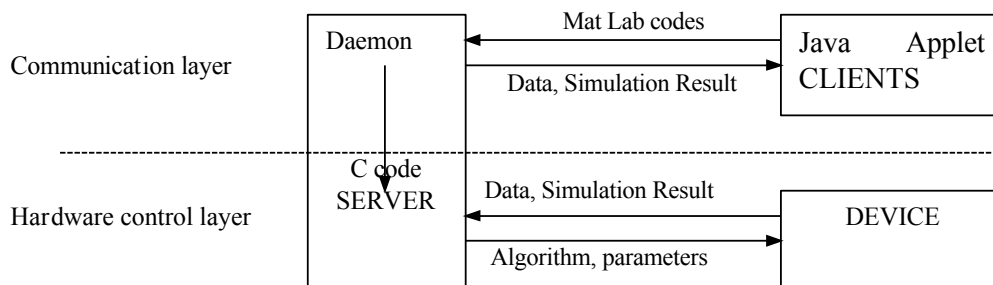 Mat Lab codes
Daemon
Java Applet
CLIENTS
Communication layer
Data, Simulation Result
C code
SERVER
Data, Simulation Result
Hardware control layer
DEVICE
Algorithm, parameters